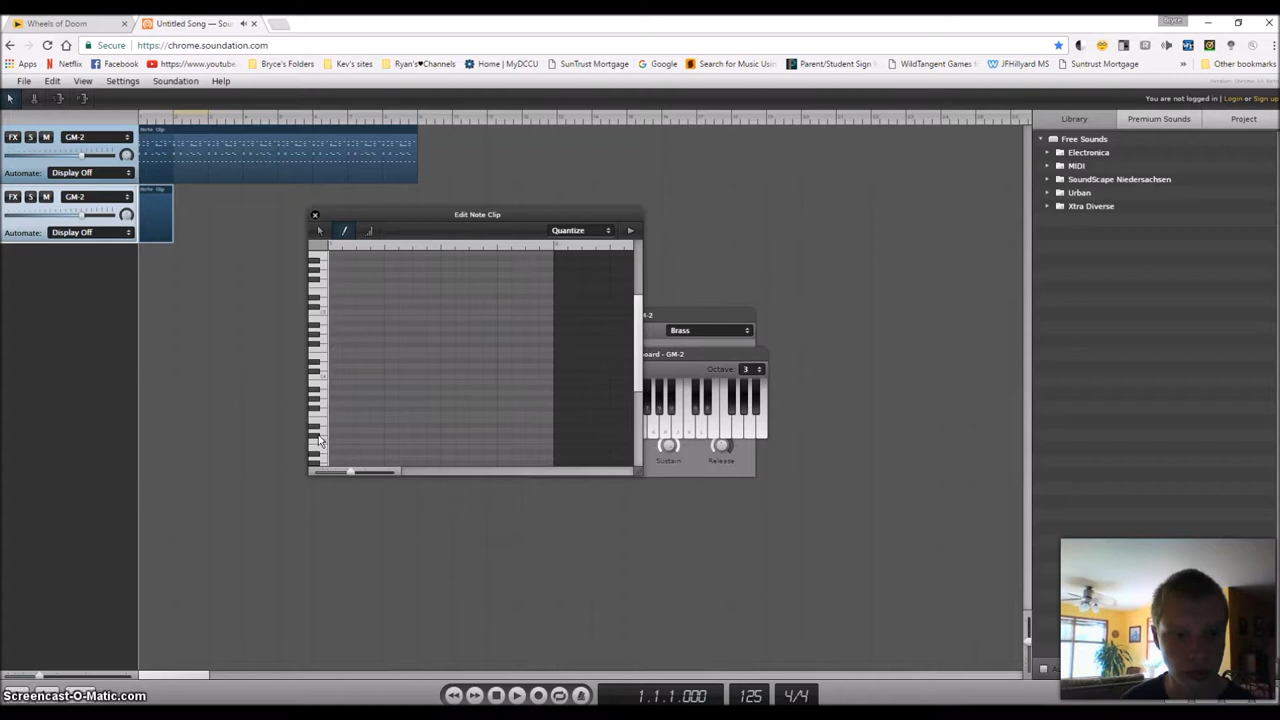 Wheels of Doom
Untitled Song — Sou
Bryce
Secure
https://chrome.soundation.com
Apps
Netflix
Facebook
https://www.youtube.
Bryce's Folders
Kev's sites
Ryan's♥Channels
Home | MyDCCU
SunTrust Mortgage
Google
Search for Music Usin
Parent/Student Sign
WildTangent Games
JFHillyard MS
Suntrust Mortgage
»
Other bookmarks
File
Edit
View
Settings
Soundation
Help
You are not logged in | Login or Sign up
Library
Premium Sounds
Project
Free Sounds
Electronica
MIDI
SoundScape Niedersachsen
Urban
Xtra Diverse
FX S M GM-2
Note Clip
Automate: Display Off
FX S M GM-2
Note Clip
Automate: Display Off
Edit Note Clip
Quantize
Brass
GM-2
Octave: 3
Sustain
Release
1.1.1.000
125
4/4
Screencast-O-Matic.com